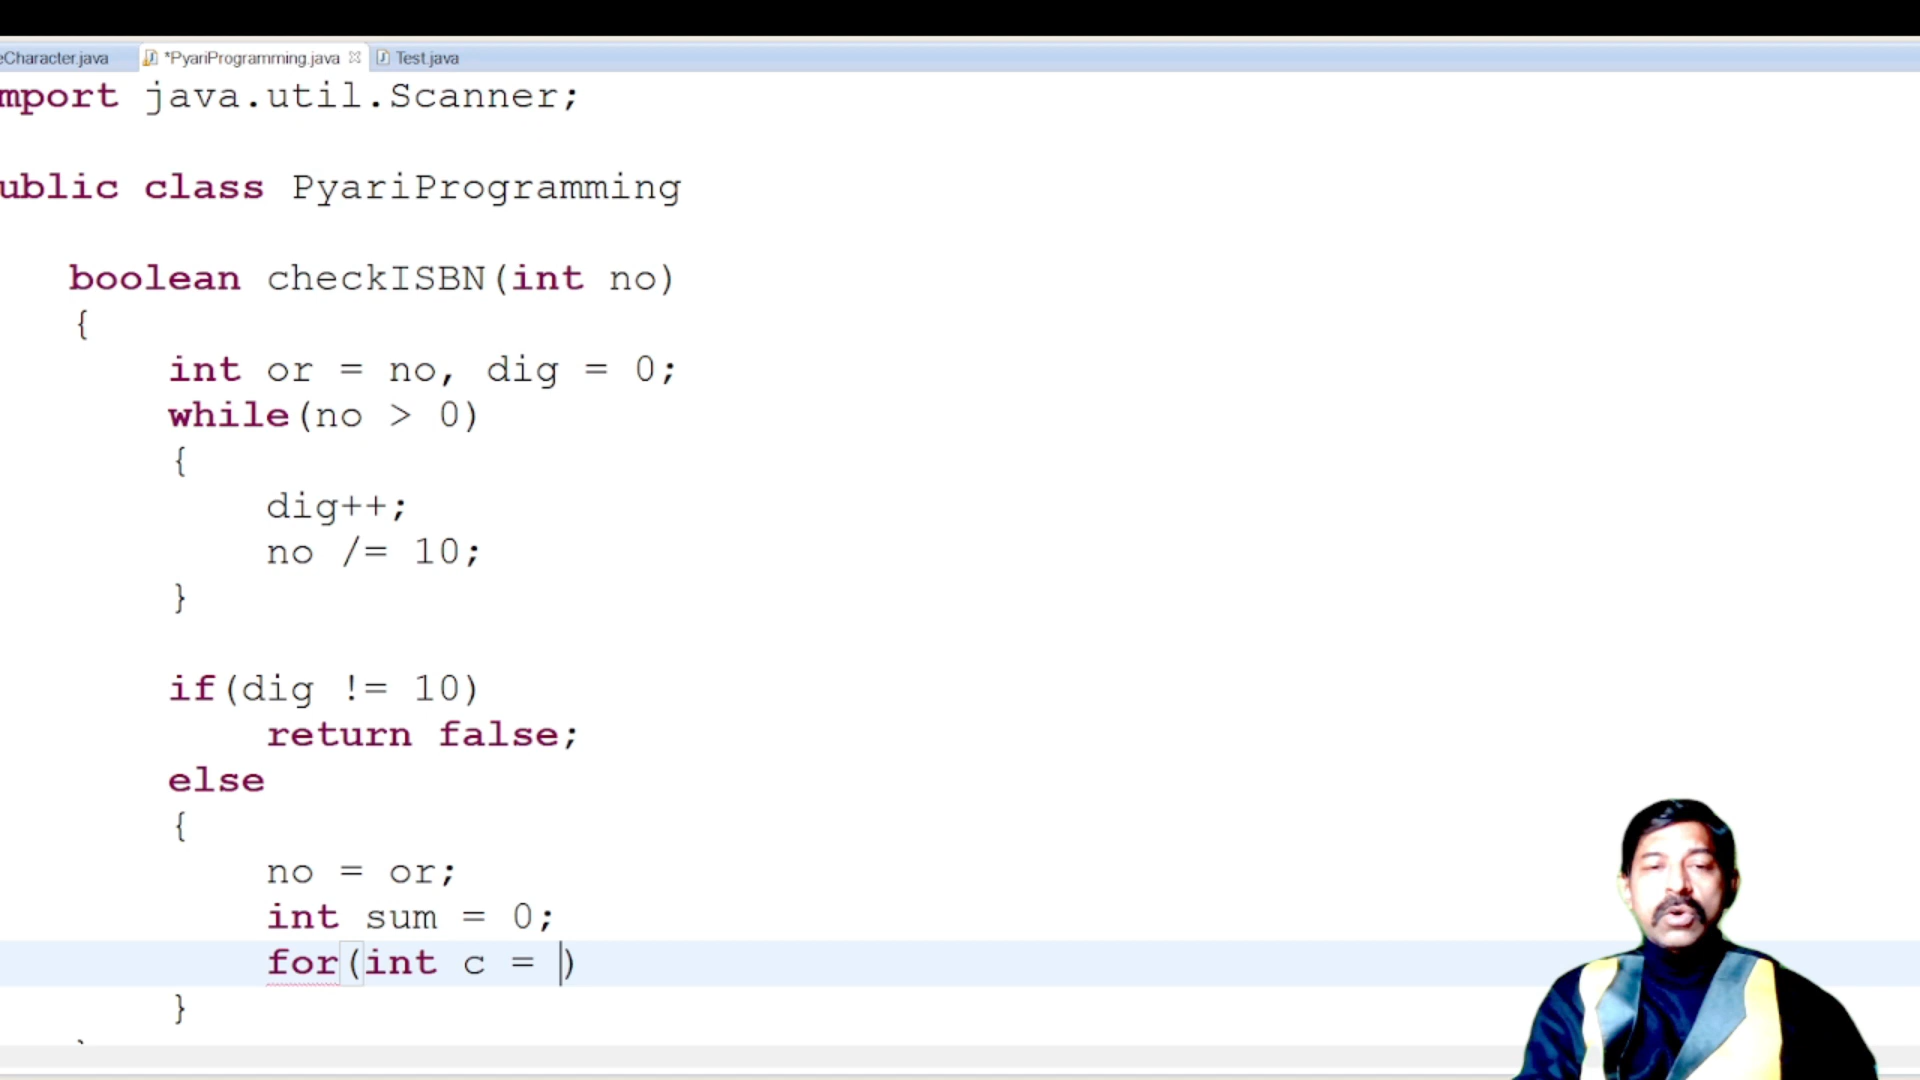 eCharacter.java *PyariProgramming.java Test.java
mport java.util.Scanner;
ublic class PyariProgramming
boolean checkISBN(int no)
{
int or = no, dig = 0;
while(no > 0)
{
dig++;
no /= 10;
}
if(dig != 10)
return false;
else
{
no = or;
int sum = 0;
for(int c = )
}